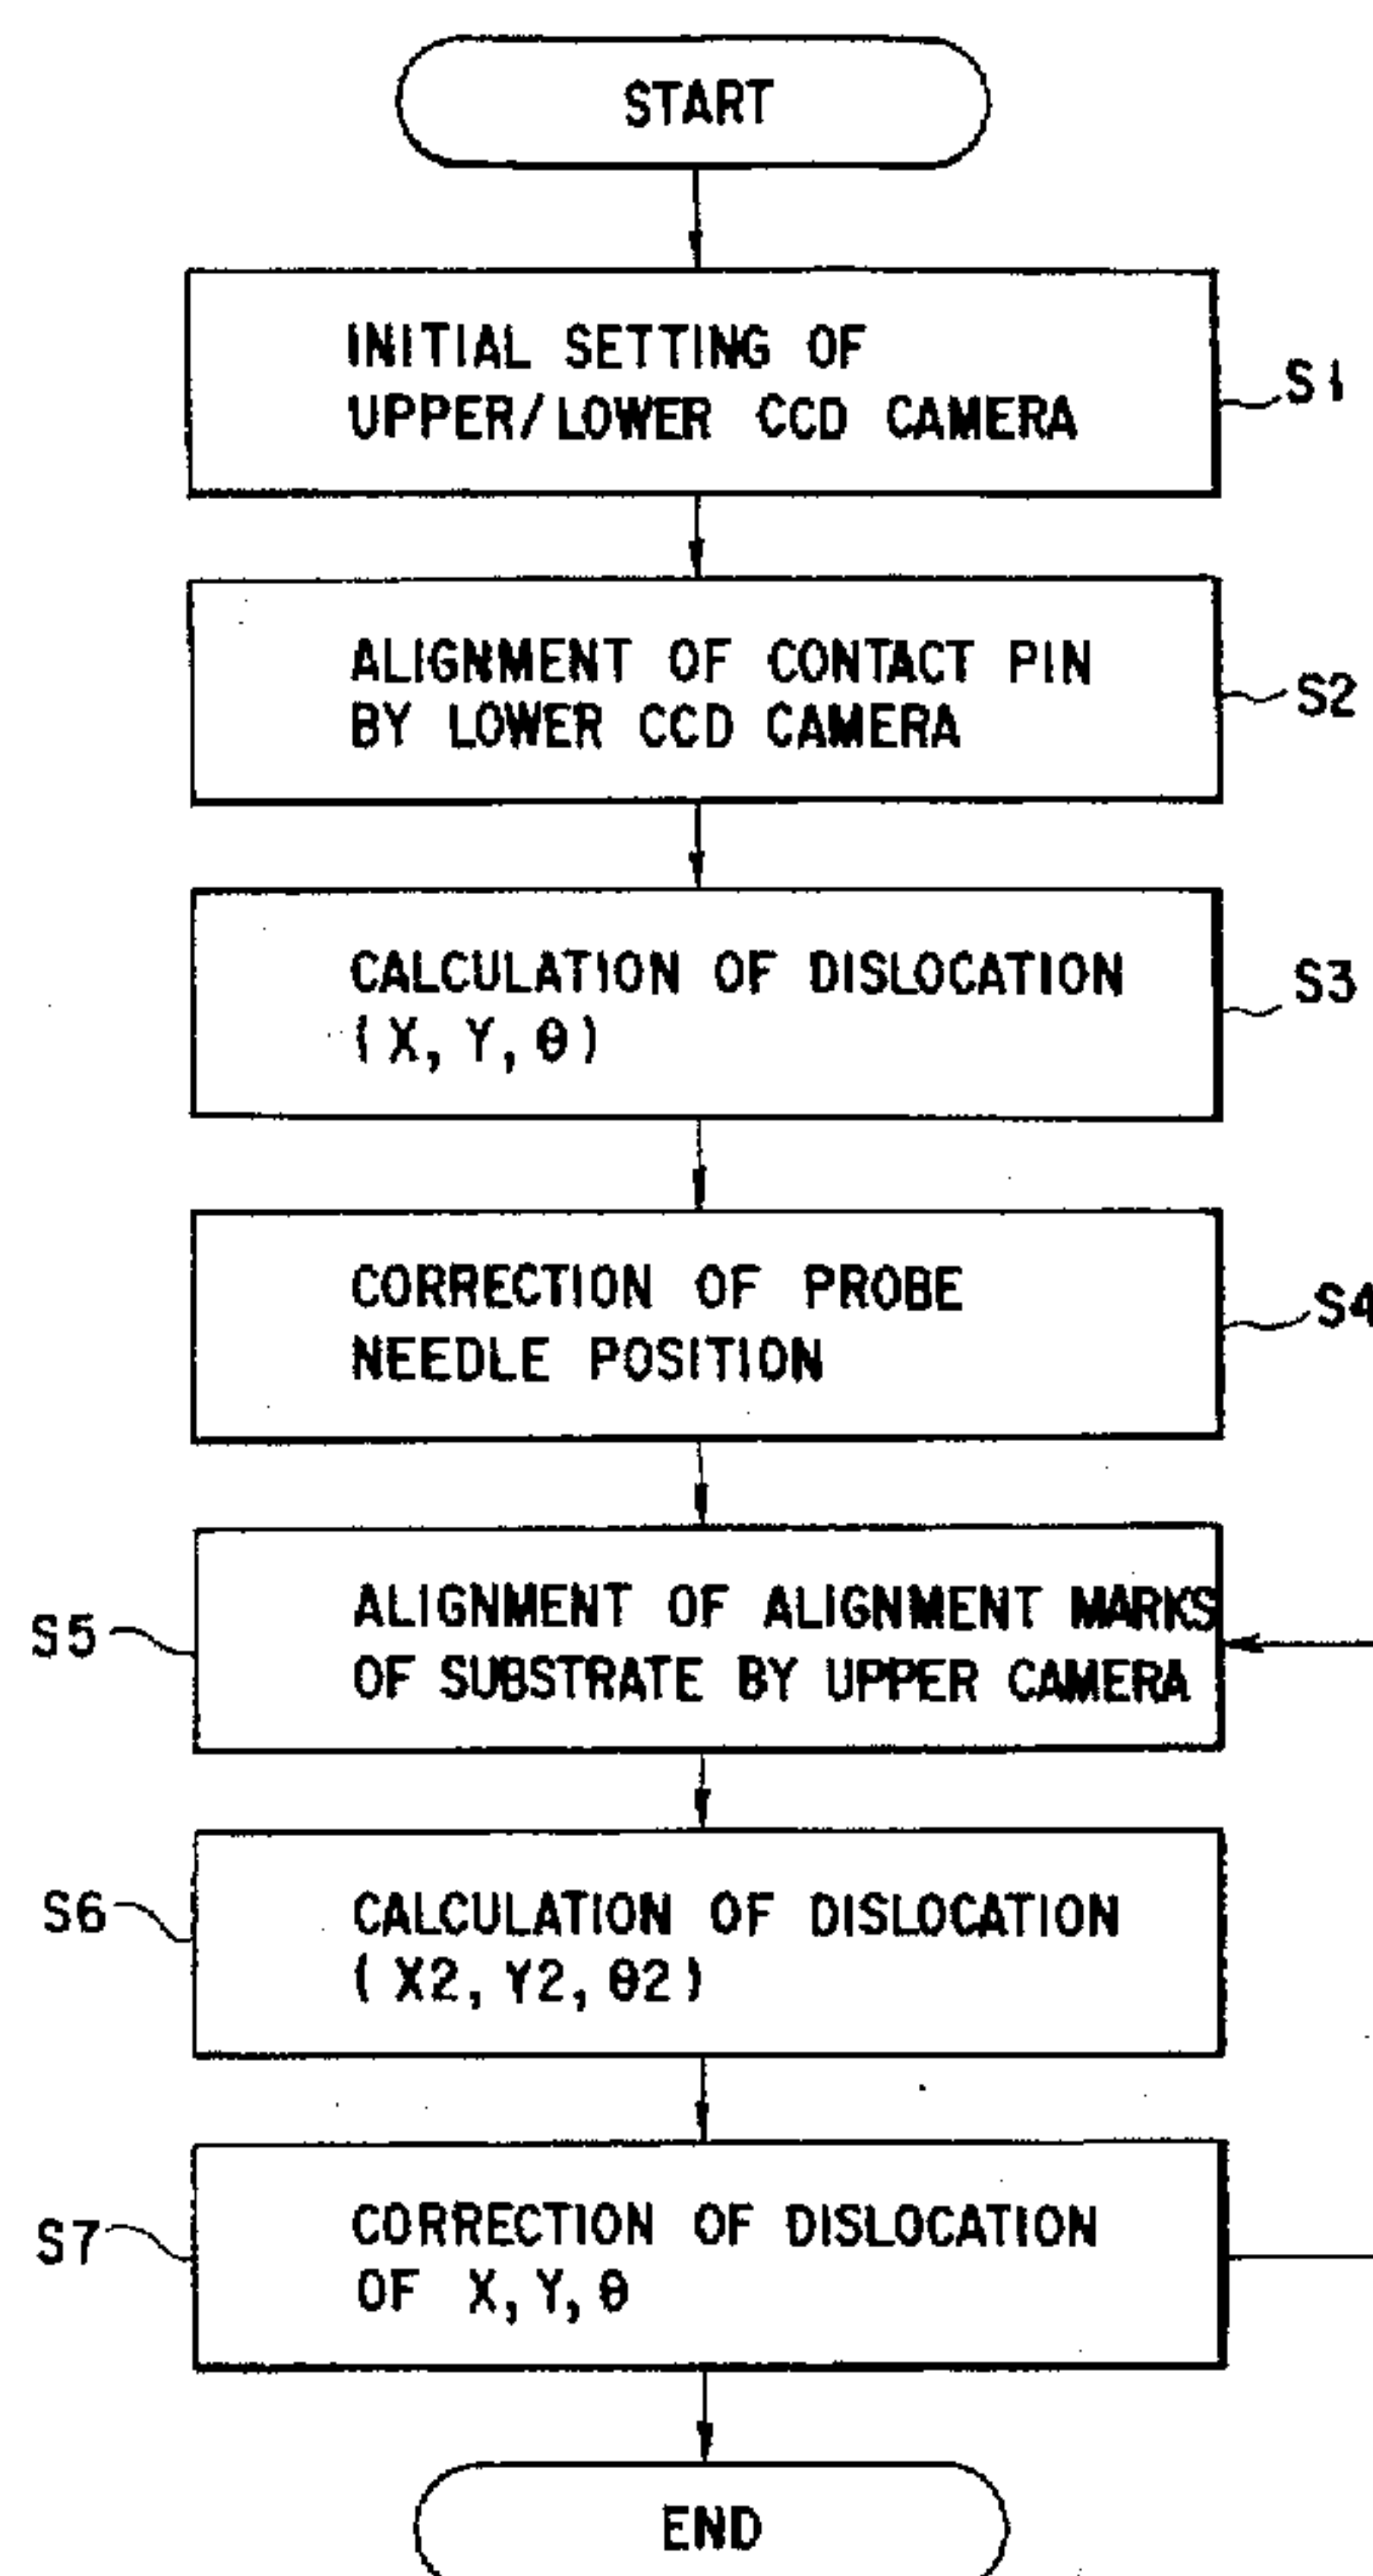 START
INITIAL SETTING OF
UPPER/LOWER CCD CAMERA
S1
ALIGNMENT OF CONTACT PIN
BY LOWER CCD CAMERA
S2
CALCULATION OF DISLOCATION
(X, Y, θ)
S3
CORRECTION OF PROBE
NEEDLE POSITION
S4
S5
ALIGNMENT OF ALIGNMENT MARKS
OF SUBSTRATE BY UPPER CAMERA
S6
CALCULATION OF DISLOCATION
(X2, Y2, θ2)
S7
CORRECTION OF DISLOCATION
OF X, Y, θ
END